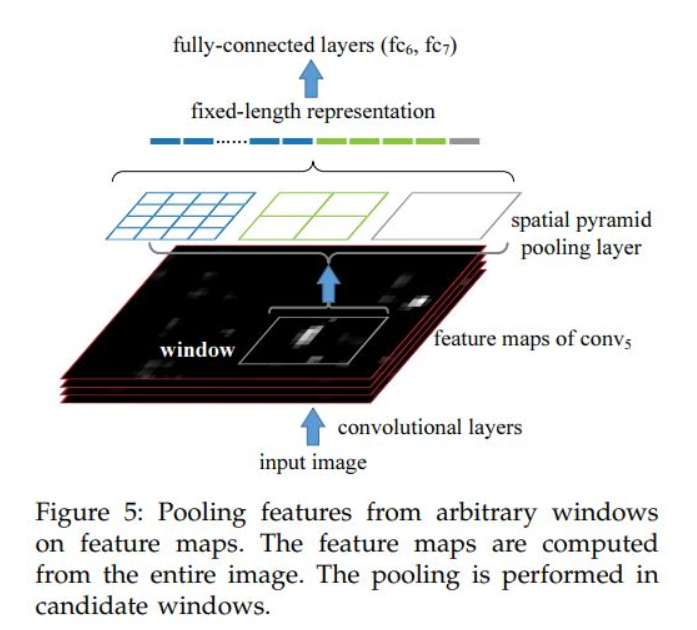 fully-connected layers (fc₆, fc₇)
fixed-length representation
spatial pyramid
pooling layer
window
feature maps of conv₅
convolutional layers
input image
Figure 5: Pooling features from arbitrary windows
on feature maps. The feature maps are computed
from the entire image. The pooling is performed in
candidate windows.